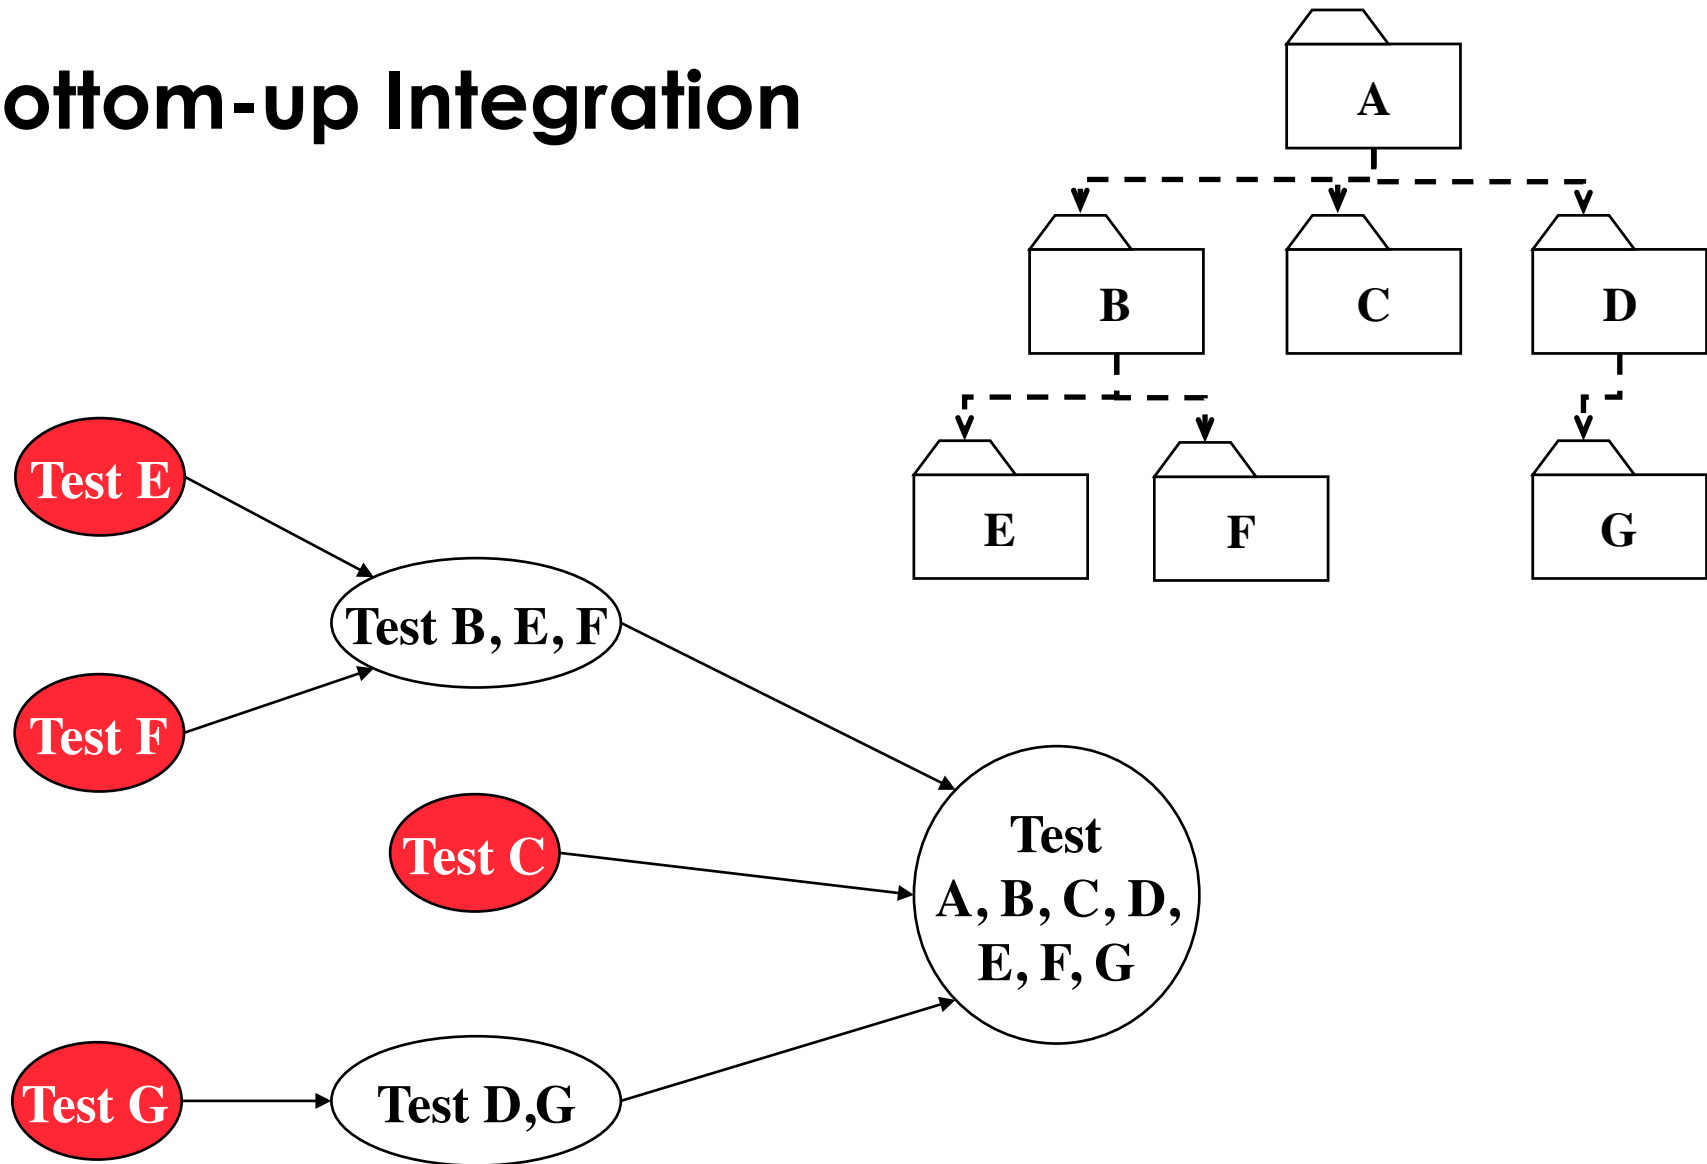 ottom-up Integration
A
B
C
D
E
F
G
Test E
Test B, E, F
Test F
Test C
Test
A, B, C, D,
E, F, G
Test G
Test D,G